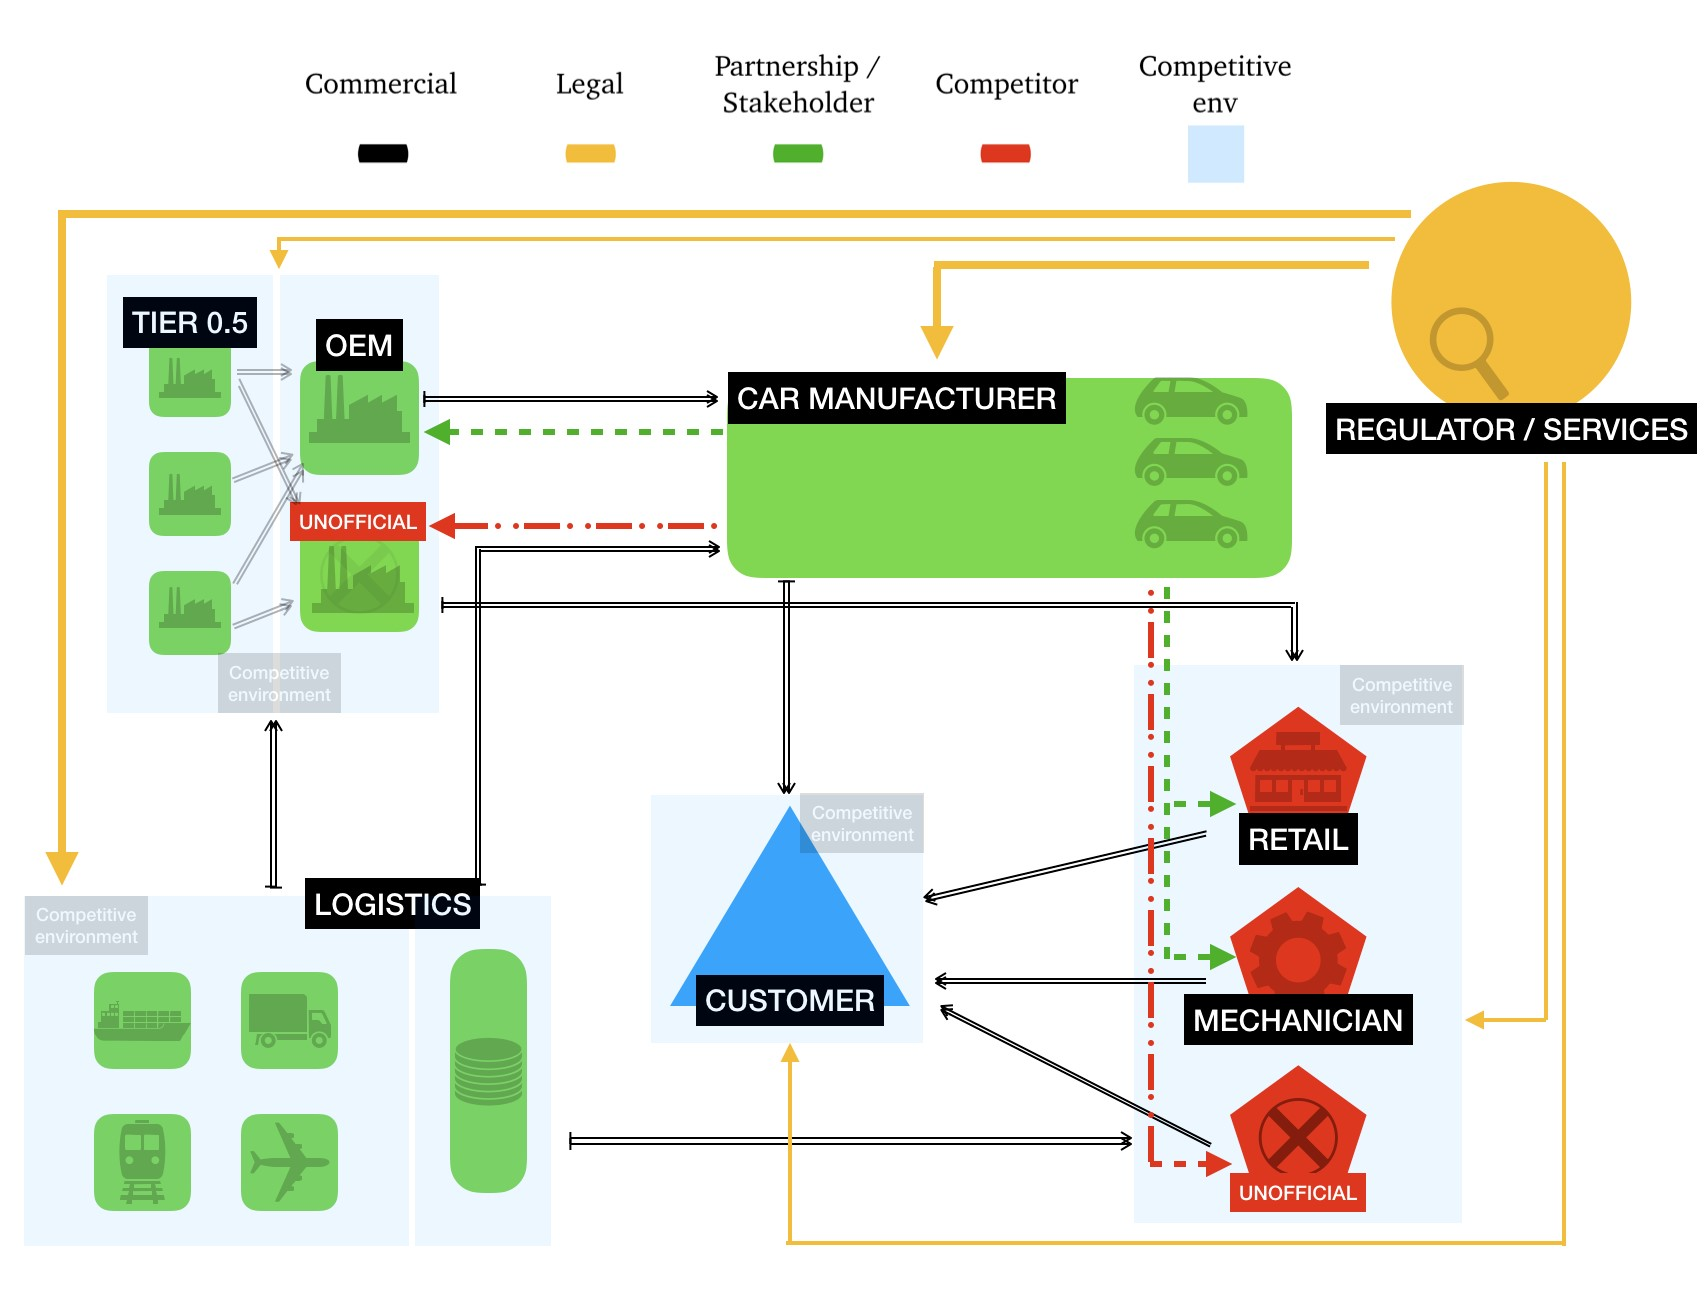 Commercial
Legal
Partnership /
Stakeholder
Competitor
Competitive
env
TIER 0.5
OEM
CAR MANUFACTURER
REGULATOR / SERVICES
UNOFFICIAL
Competitive
environment
Competitive
environment
Competitive
environment
RETAIL
LOGISTICS
Competitive
environment
CUSTOMER
MECHANICIAN
UNOFFICIAL